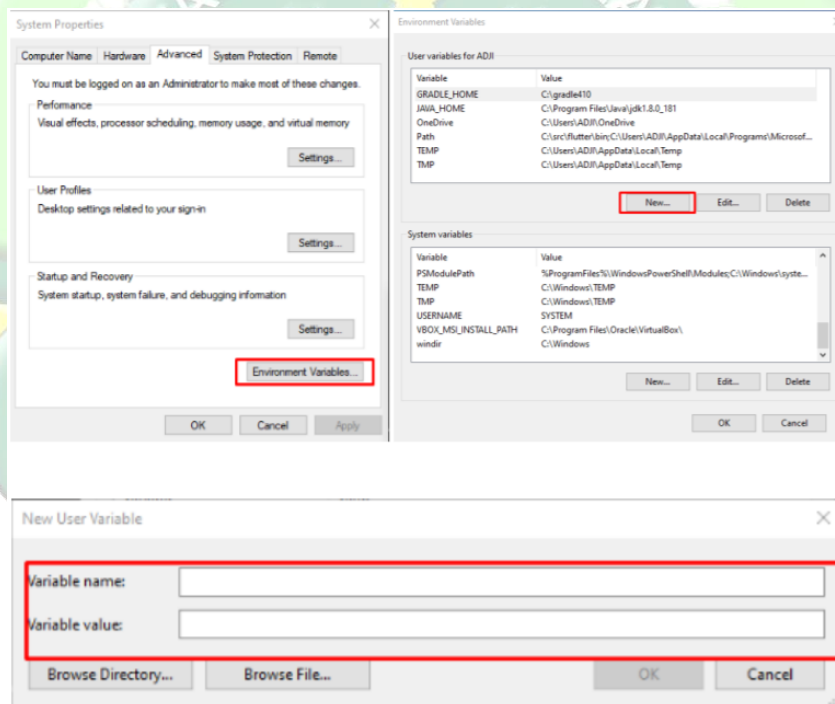 System Properties
Computer Name Hardware Advanced System Protection Remote
You must be logged on as an Administrator to make most of these changes.
Performance
Visual effects, processor scheduling, memory usage, and virtual memory
Settings...
User Profiles
Desktop settings related to your sign-in
Settings...
Startup and Recovery
System startup, system failure, and debugging information
Settings...
Environment Variables...
OK Cancel Apply
Environment Variables
User variables for ADJI
Variable Value
GRADLE_HOME C:\gradle410
JAVA_HOME C:\Program Files\Java\jdk1.8.0_181
OneDrive C:\Users\ADJI\OneDrive
Path C:\src\flutter\bin;C:\Users\ADJI\AppData\Local\Programs\Microsof...
TEMP C:\Users\ADJI\AppData\Local\Temp
TMP C:\Users\ADJI\AppData\Local\Temp
New... Edit... Delete
System variables
Variable Value
PSModulePath %ProgramFiles%\WindowsPowerShell\Modules;C:\Windows\syste...
TEMP C:\Windows\TEMP
TMP C:\Windows\TEMP
USERNAME SYSTEM
VBOX_MSI_INSTALL_PATH C:\Program Files\Oracle\VirtualBox\
windir C:\Windows
New... Edit... Delete
OK Cancel
New User Variable
Variable name:
Variable value:
Browse Directory... Browse File... OK Cancel